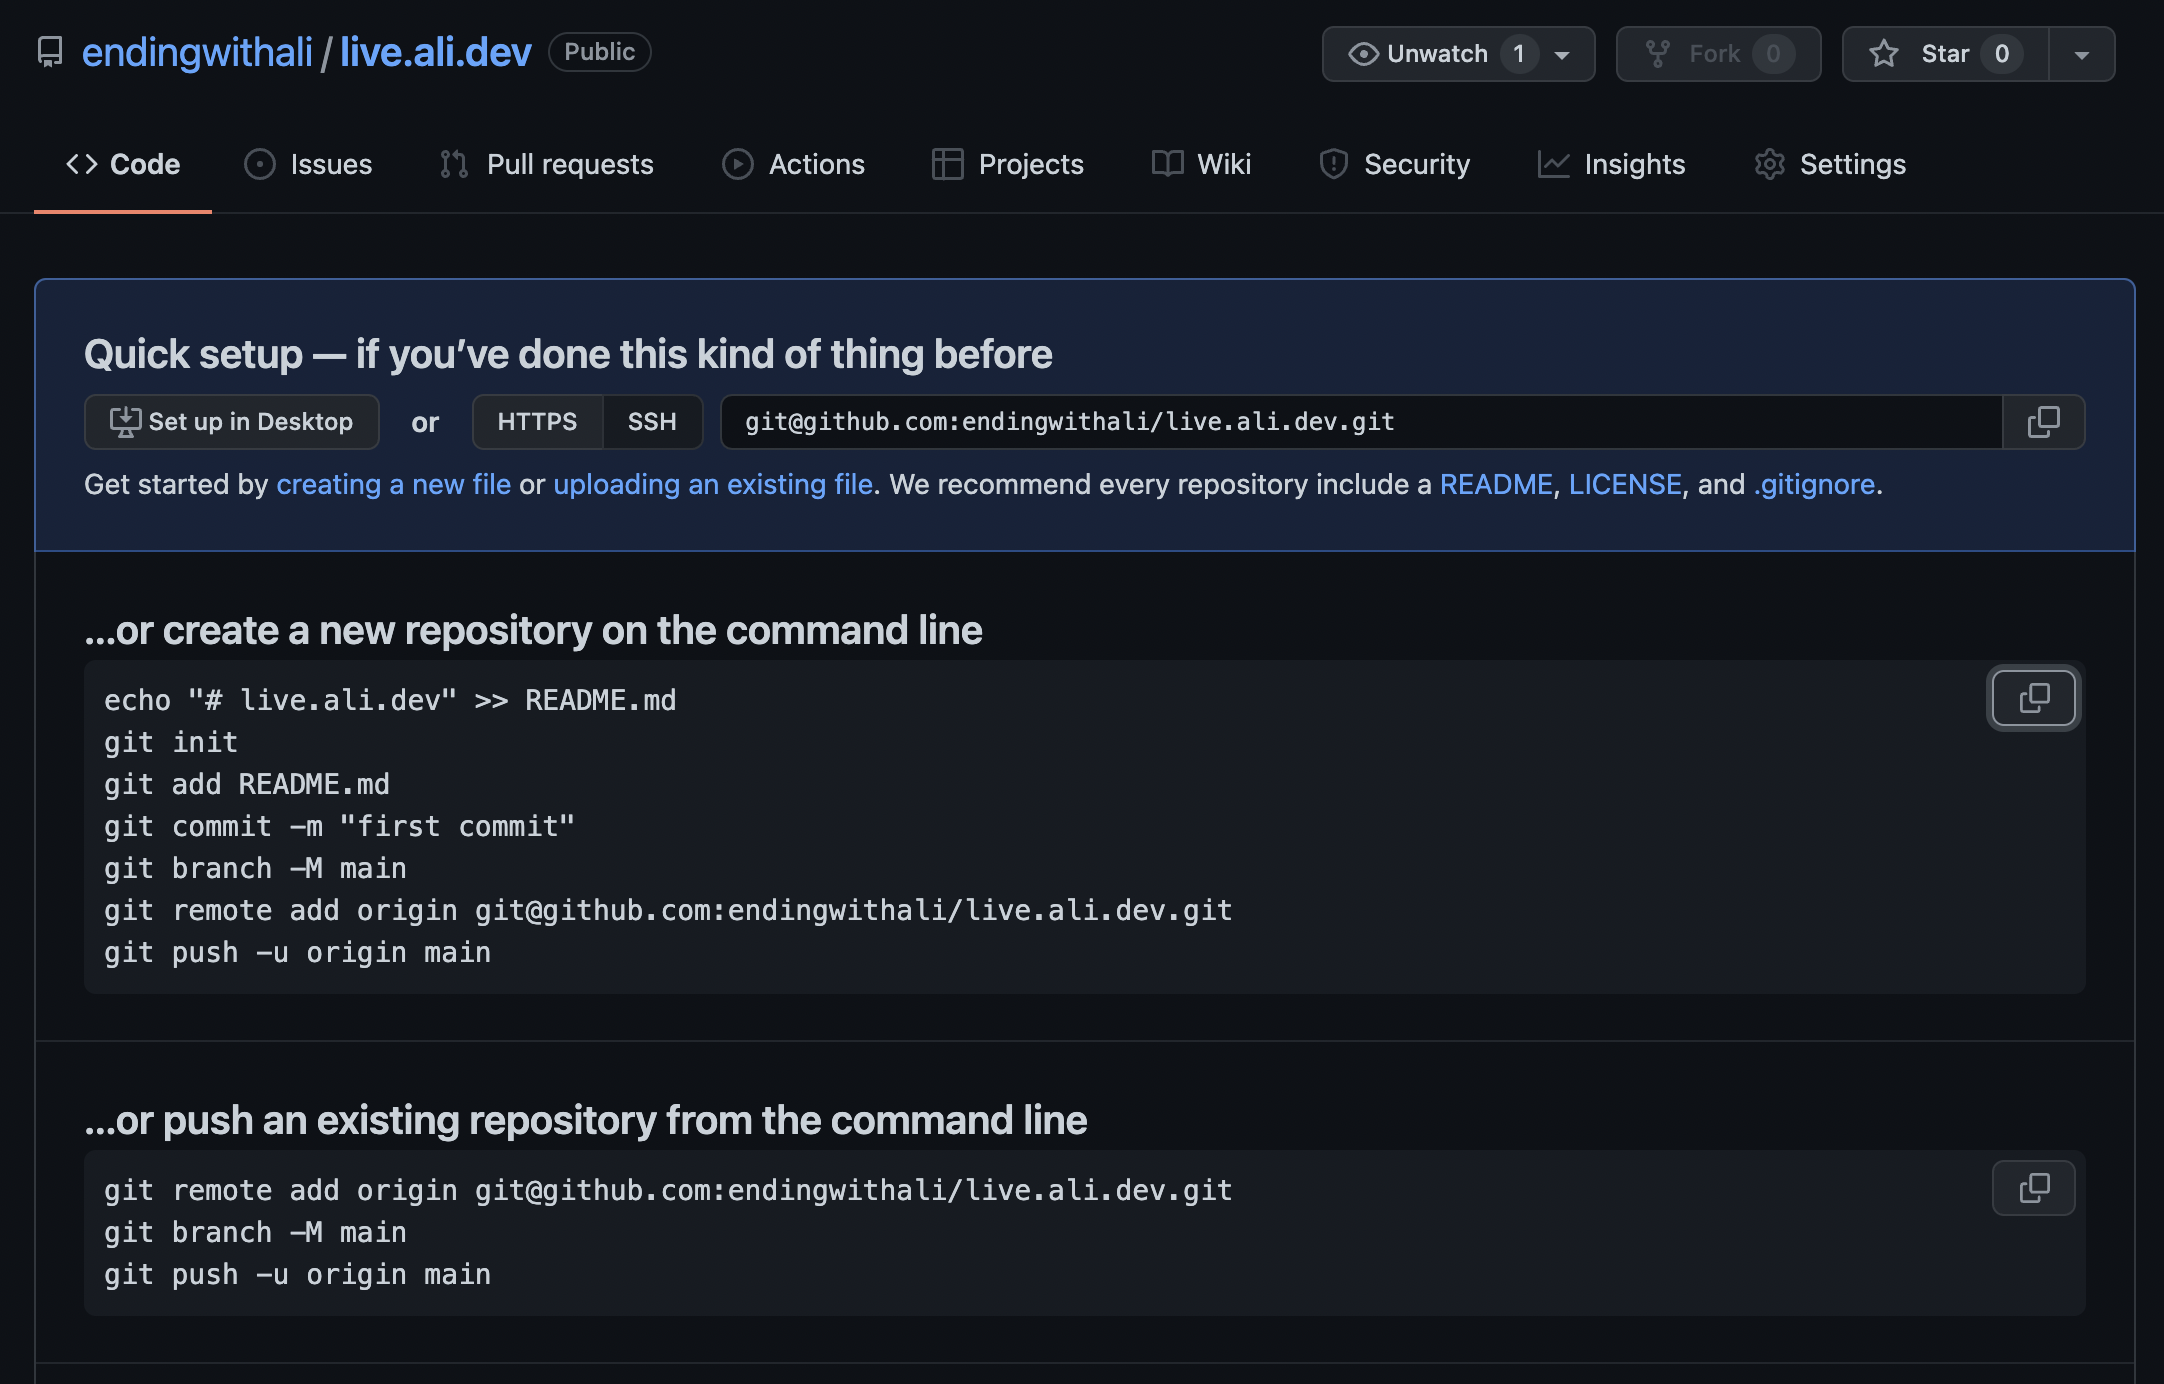 endingwithali / live.ali.dev Public Unwatch 1 Fork 0 Star 0
Code Issues Pull requests Actions Projects Wiki Security Insights Settings
Quick setup — if you’ve done this kind of thing before
Set up in Desktop or HTTPS SSH git@github.com:endingwithali/live.ali.dev.git
Get started by creating a new file or uploading an existing file. We recommend every repository include a README, LICENSE, and .gitignore.
…or create a new repository on the command line
echo "# live.ali.dev" >> README.md
git init
git add README.md
git commit -m "first commit"
git branch -M main
git remote add origin git@github.com:endingwithali/live.ali.dev.git
git push -u origin main
…or push an existing repository from the command line
git remote add origin git@github.com:endingwithali/live.ali.dev.git
git branch -M main
git push -u origin main